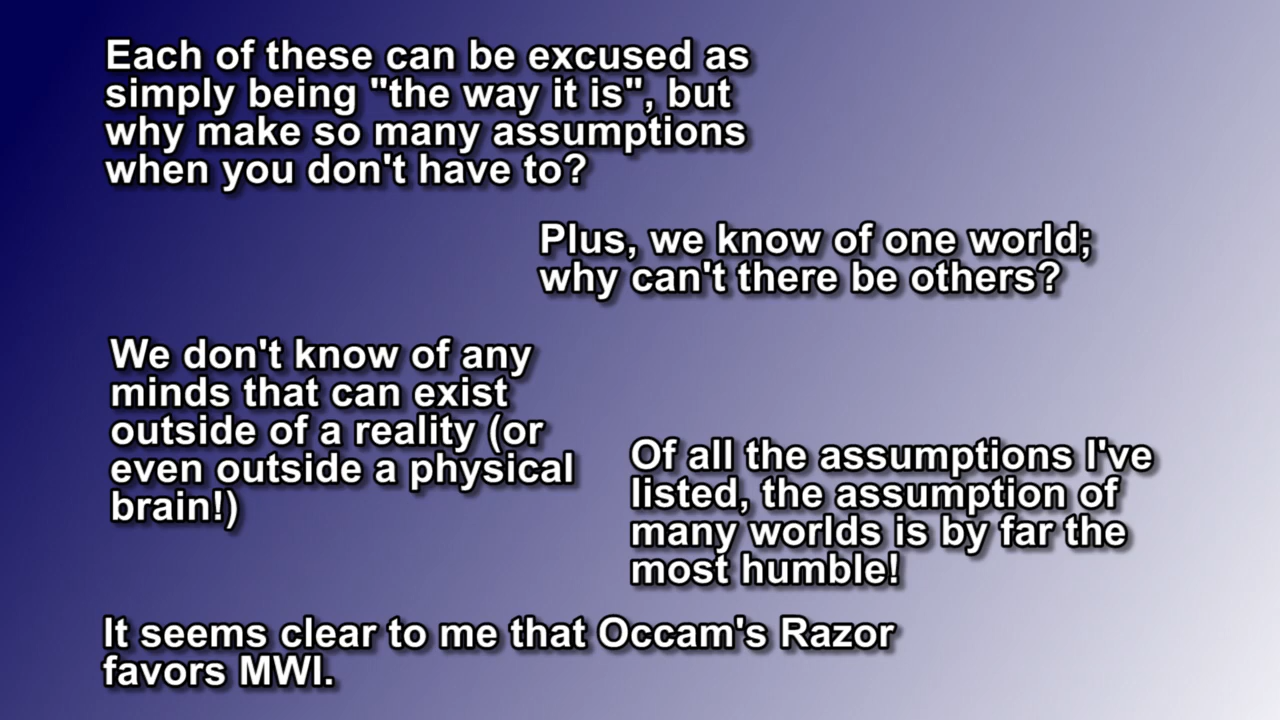 Each of these can be excused as
simply being "the way it is", but
why make so many assumptions
when you don't have to?
Plus, we know of one world;
why can't there be others?
We don't know of any
minds that can exist
outside of a reality (or
even outside a physical
brain!)
Of all the assumptions I've
listed, the assumption of
many worlds is by far the
most humble!
It seems clear to me that Occam's Razor
favors MWI.